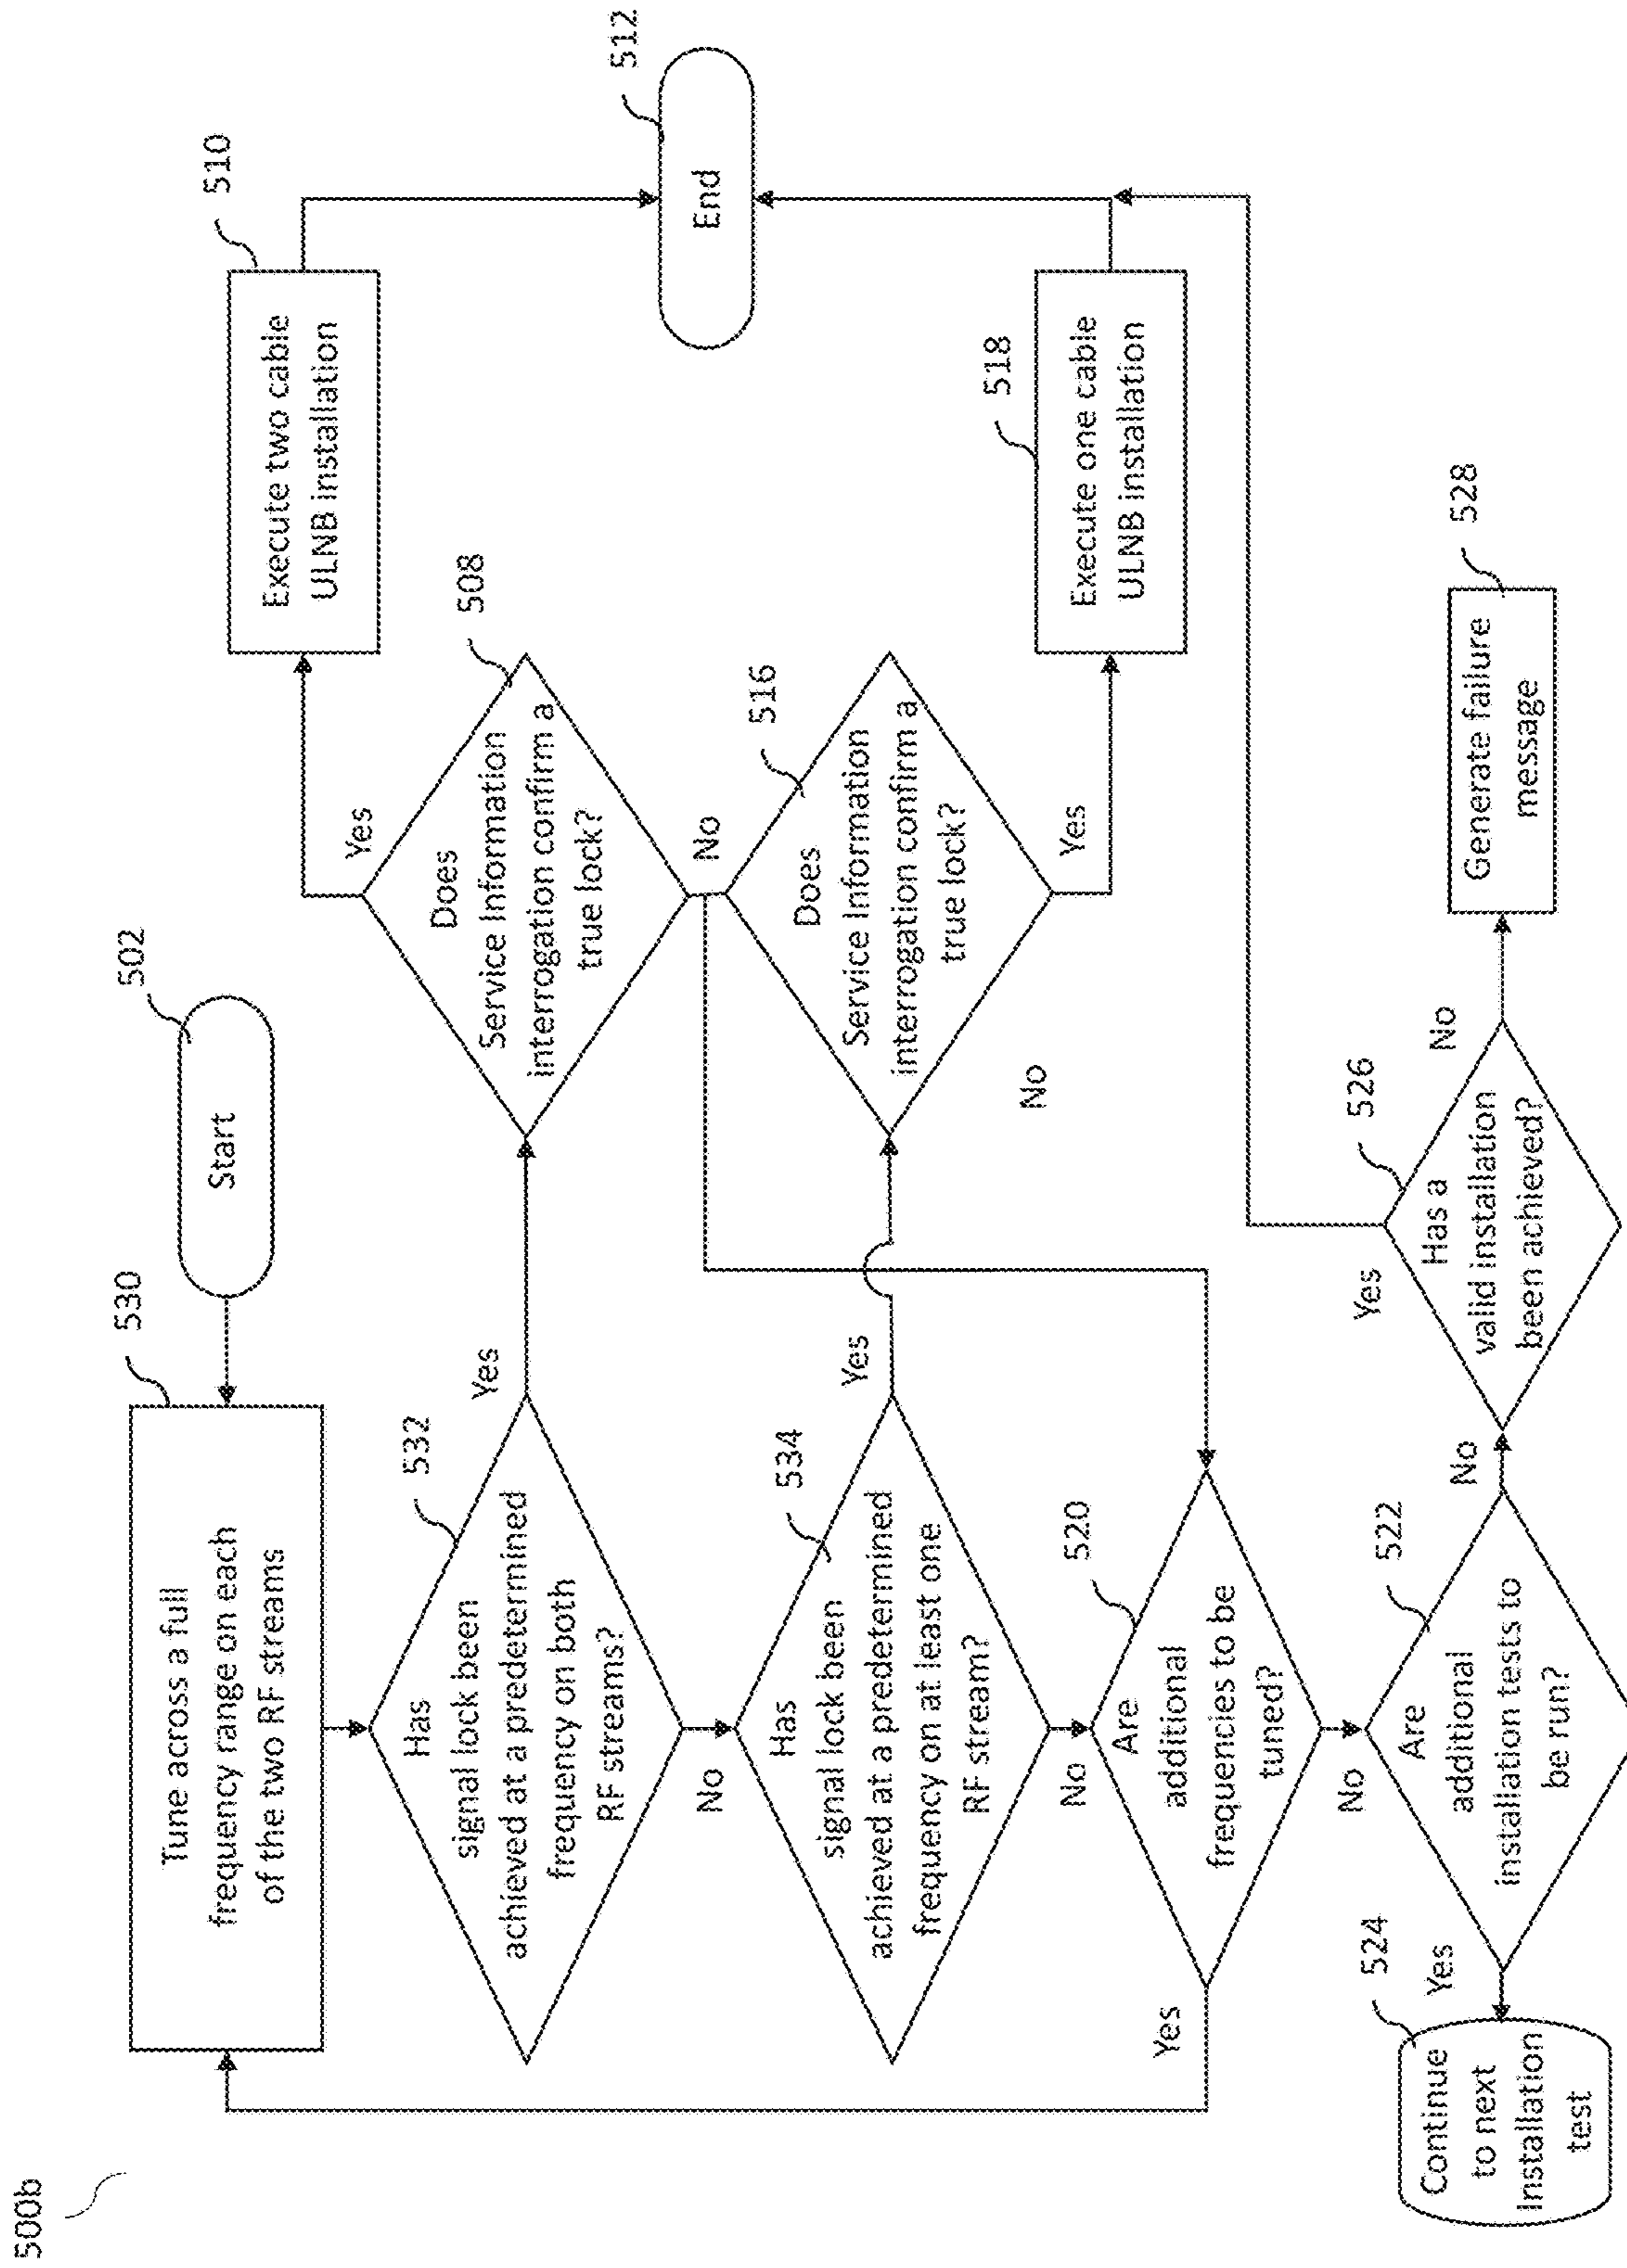 500b
502
Start
530
Tune across a full
frequency range on each
of the two RF streams
532
Has
signal lock been
achieved at a predetermined
frequency on both
RF streams?
Yes
No
508
Does
Service Information
interrogation confirm a
true lock?
Yes
No
510
Execute two cable
ULNB installation
512
End
534
Has
signal lock been
achieved at a predetermined
frequency on at least one
RF stream?
Yes
No
516
Does
Service Information
interrogation confirm a
true lock?
Yes
No
518
Execute one cable
ULNB installation
520
Are
additional
frequencies to be
tuned?
Yes
No
522
Are
additional
installation tests to
be run?
Yes
No
524
Continue
to next
Installation
test
526
Has a
valid installation
been achieved?
Yes
No
528
Generate failure
message